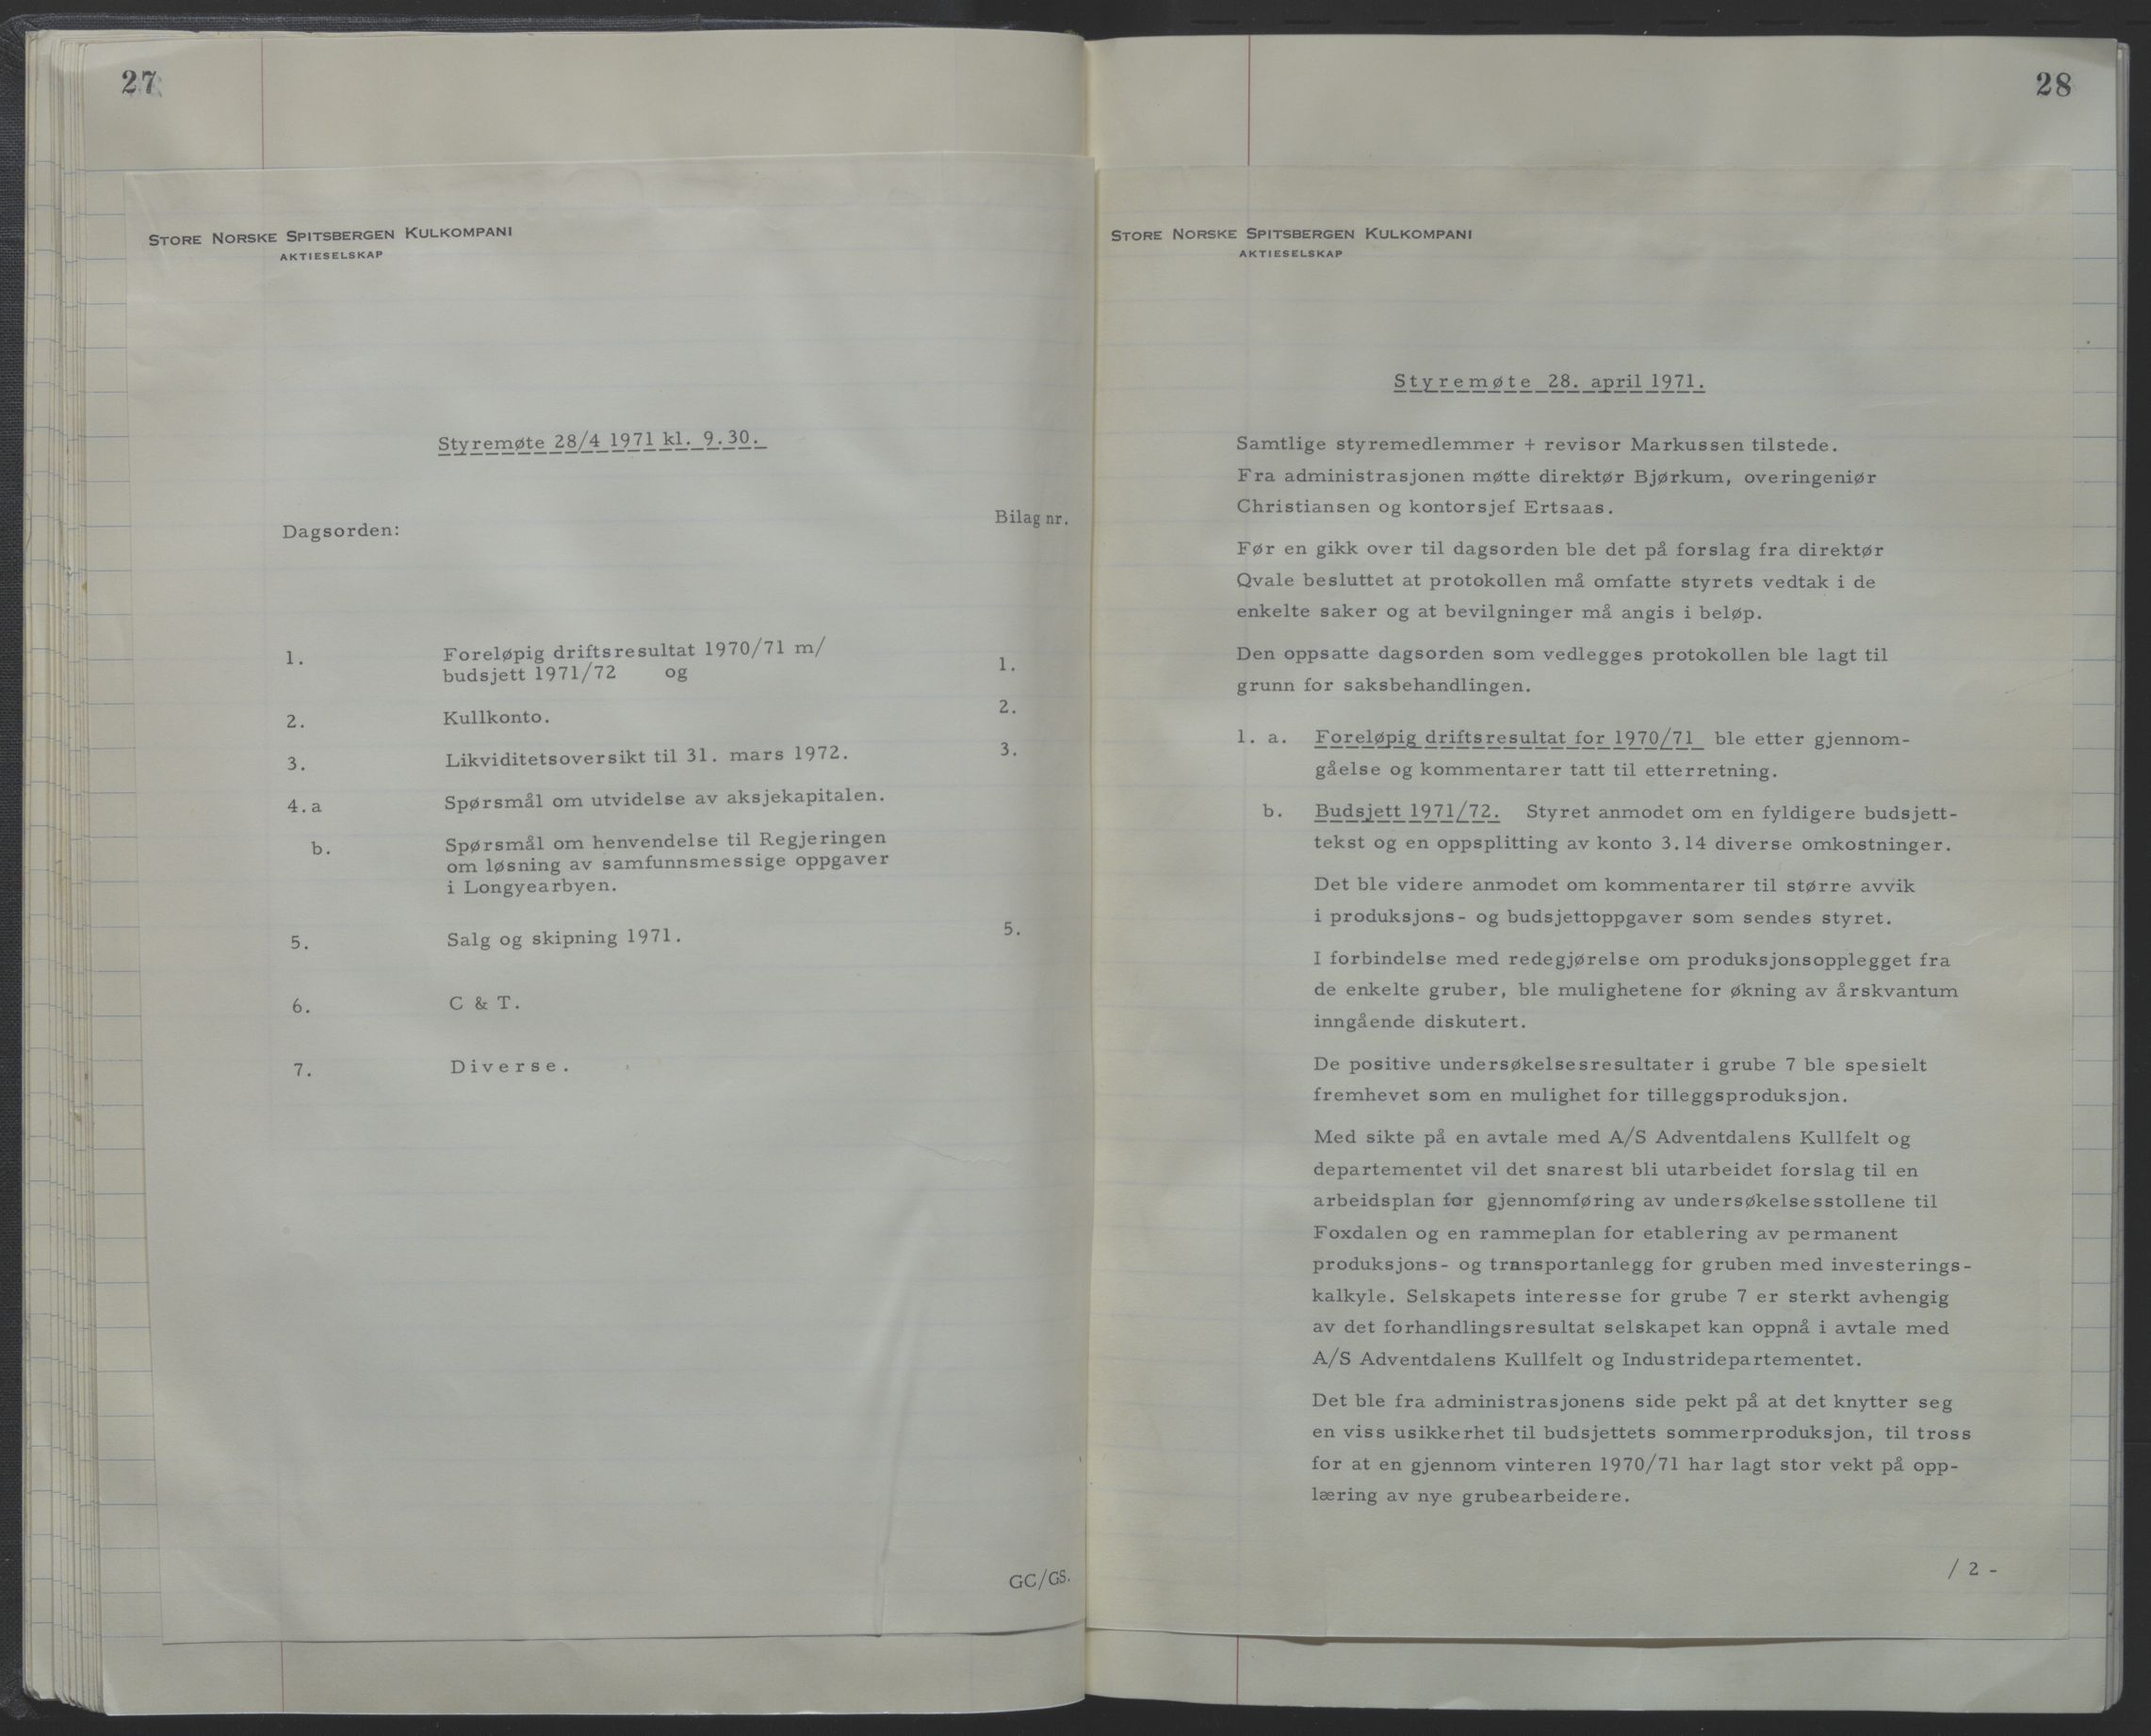 27
STORE NORSKE SPITSBERGEN KULKOMPANI
AKTIESELSKAP
Styremøte 28/4 1971 kl. 9.30.
Dagsorden:
Bilag nr.
1. Foreløpig driftsresultat 1970/71 m/
budsjett 1971/72 og 1.
2. Kullkonto. 2.
3. Likviditetsoversikt til 31. mars 1972. 3.
4.a Spørsmål om utvidelse av aksjekapitalen.
b. Spørsmål om henvendelse til Regjeringen
om løsning av samfunnsmessige oppgaver
i Longyearbyen.
5. Salg og skipning 1971. 5.
6. C & T.
7. Diverse.
GC/GS.
28
STORE NORSKE SPITSBERGEN KULKOMPANI
AKTIESELSKAP
Styremøte 28. april 1971.
Samtlige styremedlemmer + revisor Markussen tilstede.
Fra administrasjonen møtte direktør Bjørkum, overingeniør
Christiansen og kontorsjef Ertsaas.
Før en gikk over til dagsorden ble det på forslag fra direktør
Qvale besluttet at protokollen må omfatte styrets vedtak i de
enkelte saker og at bevilgninger må angis i beløp.
Den oppsatte dagsorden som vedlegges protokollen ble lagt til
grunn for saksbehandlingen.
1. a. Foreløpig driftsresultat for 1970/71 ble etter gjennom-
gåelse og kommentarer tatt til etterretning.
b. Budsjett 1971/72. Styret anmodet om en fyldigere budsjett-
tekst og en oppsplitting av konto 3.14 diverse omkostninger.
Det ble videre anmodet om kommentarer til større avvik
i produksjons- og budsjettoppgaver som sendes styret.
I forbindelse med redegjørelse om produksjonsopplegget fra
de enkelte gruber, ble mulighetene for økning av årskvantum
inngående diskutert.
De positive undersøkelsesresultater i grube 7 ble spesielt
fremhevet som en mulighet for tilleggsproduksjon.
Med sikte på en avtale med A/S Adventdalens Kullfelt og
departementet vil det snarest bli utarbeidet forslag til en
arbeidsplan for gjennomføring av undersøkelsesstollene til
Foxdalen og en rammeplan for etablering av permanent
produksjons- og transportanlegg for gruben med investerings-
kalkyle. Selskapets interesse for grube 7 er sterkt avhengig
av det forhandlingsresultat selskapet kan oppnå i avtale med
A/S Adventdalens Kullfelt og Industridepartementet.
Det ble fra administrasjonens side pekt på at det knytter seg
en viss usikkerhet til budsjettets sommerproduksjon, til tross
for at en gjennom vinteren 1970/71 har lagt stor vekt på opp-
læring av nye grubearbeidere.
/ 2 -